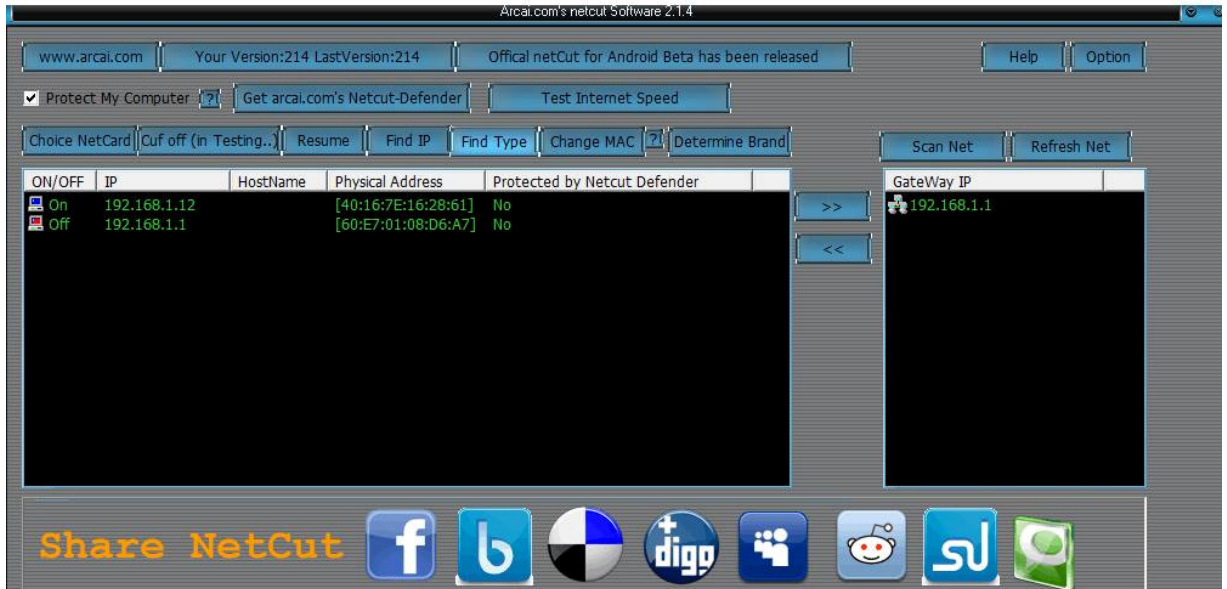 Arcai.com's netcut Software 2.1.4
www.arcai.com Your Version:214 LastVersion:214 Offical netCut for Android Beta has been released Help Option
Protect My Computer ? Get arcai.com's Netcut-Defender Test Internet Speed
Choice NetCard Cuf off (in Testing..) Resume Find IP Find Type Change MAC ? Determine Brand Scan Net Refresh Net
ON/OFF IP HostName Physical Address Protected by Netcut Defender GateWay IP
On 192.168.1.12 [40:16:7E:16:28:61] No >> 192.168.1.1
Off 192.168.1.1 [60:E7:01:08:D6:A7] No
<<
Share NetCut f b +digg su